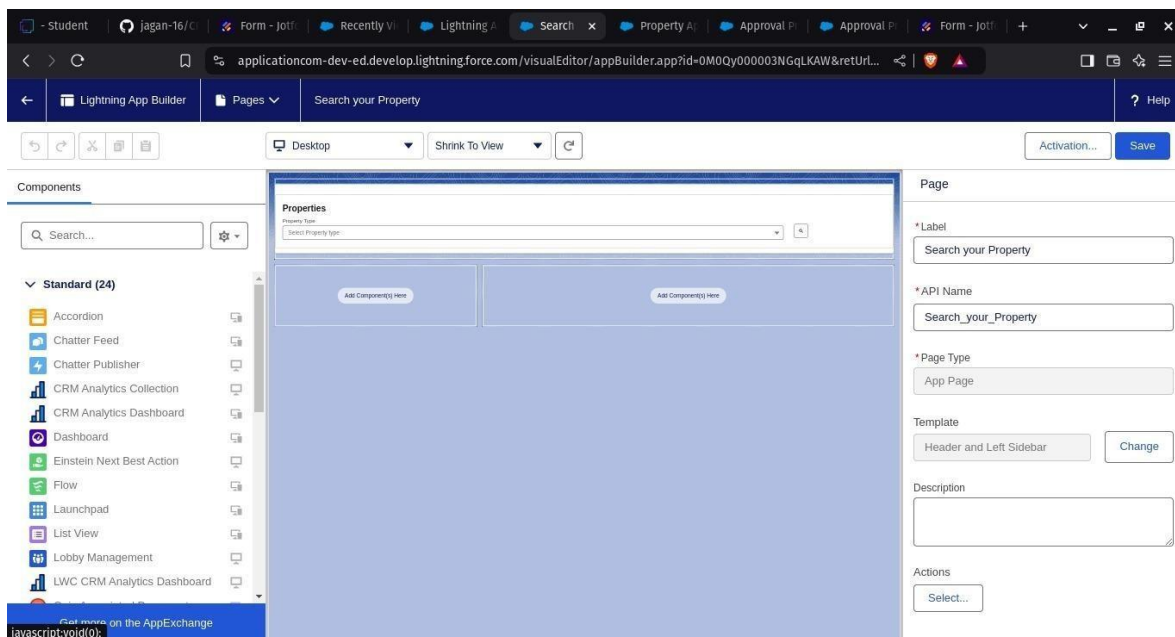 - Student
jagan-16/C
Form - Jotf
Recently Vi
Lightning A
Search
Property A
Approval P
Approval P
Form - Jotf
applicationcom-dev-ed.develop.lightning.force.com/visualEditor/appBuilder.app?id=0M0Qy000003NGqLKAW&retUrl...
Lightning App Builder
Pages
Search your Property
? Help
Desktop
Shrink To View
Activation...
Save
Components
Search...
Standard (24)
Accordion
Chatter Feed
Chatter Publisher
CRM Analytics Collection
CRM Analytics Dashboard
Dashboard
Einstein Next Best Action
Flow
Launchpad
List View
Lobby Management
LWC CRM Analytics Dashboard
Get more on the AppExchange
javascript:void(0);
Properties
Property Type
Select Property type
Add Component(s) Here
Add Component(s) Here
Page
*Label
Search your Property
*API Name
Search_your_Property
*Page Type
App Page
Template
Header and Left Sidebar
Change
Description
Actions
Select...